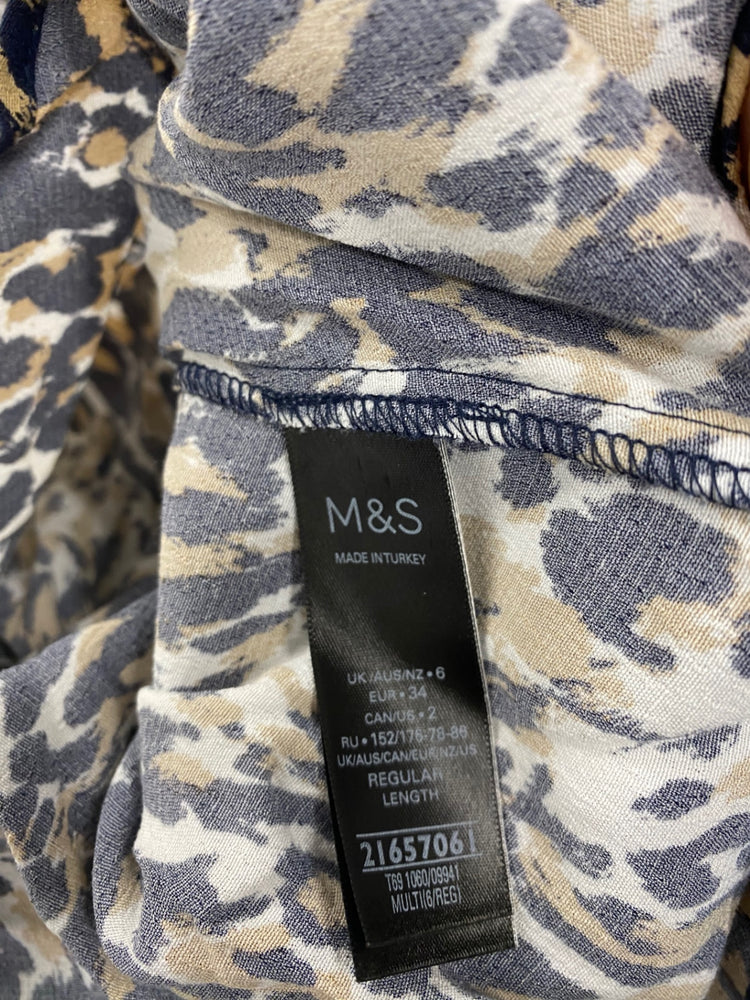 M&S
MADE IN TURKEY
UK/AUS/NZ • 6
EUR • 34
CAN/US • 2
RU • 152/176-78-86
UK/AUS/CAN/EUR/NZ/US
REGULAR
LENGTH
21657061
T69 1060/09941
MULTI(6/REG)